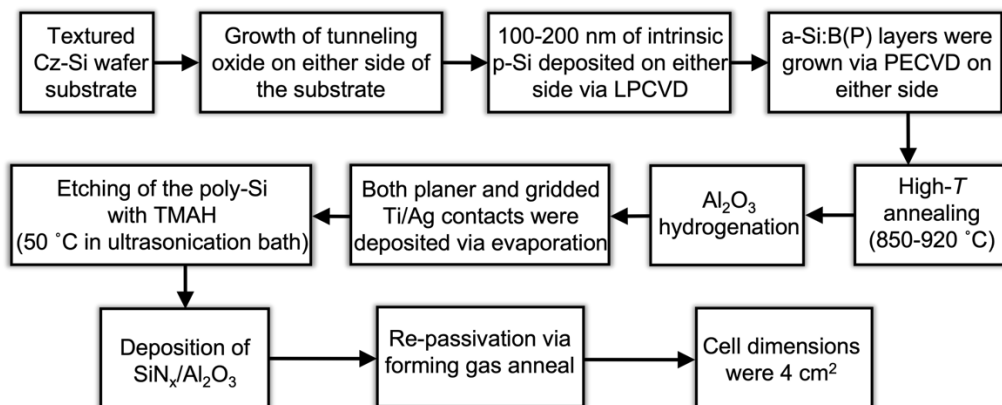 Textured
Cz-Si wafer
substrate
Growth of tunneling
oxide on either side of
the substrate
100-200 nm of intrinsic
p-Si deposited on either
side via LPCVD
a-Si:B(P) layers were
grown via PECVD on
either side
High-T
annealing
(850-920 ˚C)
Al₂O₃
hydrogenation
Both planer and gridded
Ti/Ag contacts were
deposited via evaporation
Etching of the poly-Si
with TMAH
(50 ˚C in ultrasonication bath)
Deposition of
SiNₓ/Al₂O₃
Re-passivation via
forming gas anneal
Cell dimensions
were 4 cm²